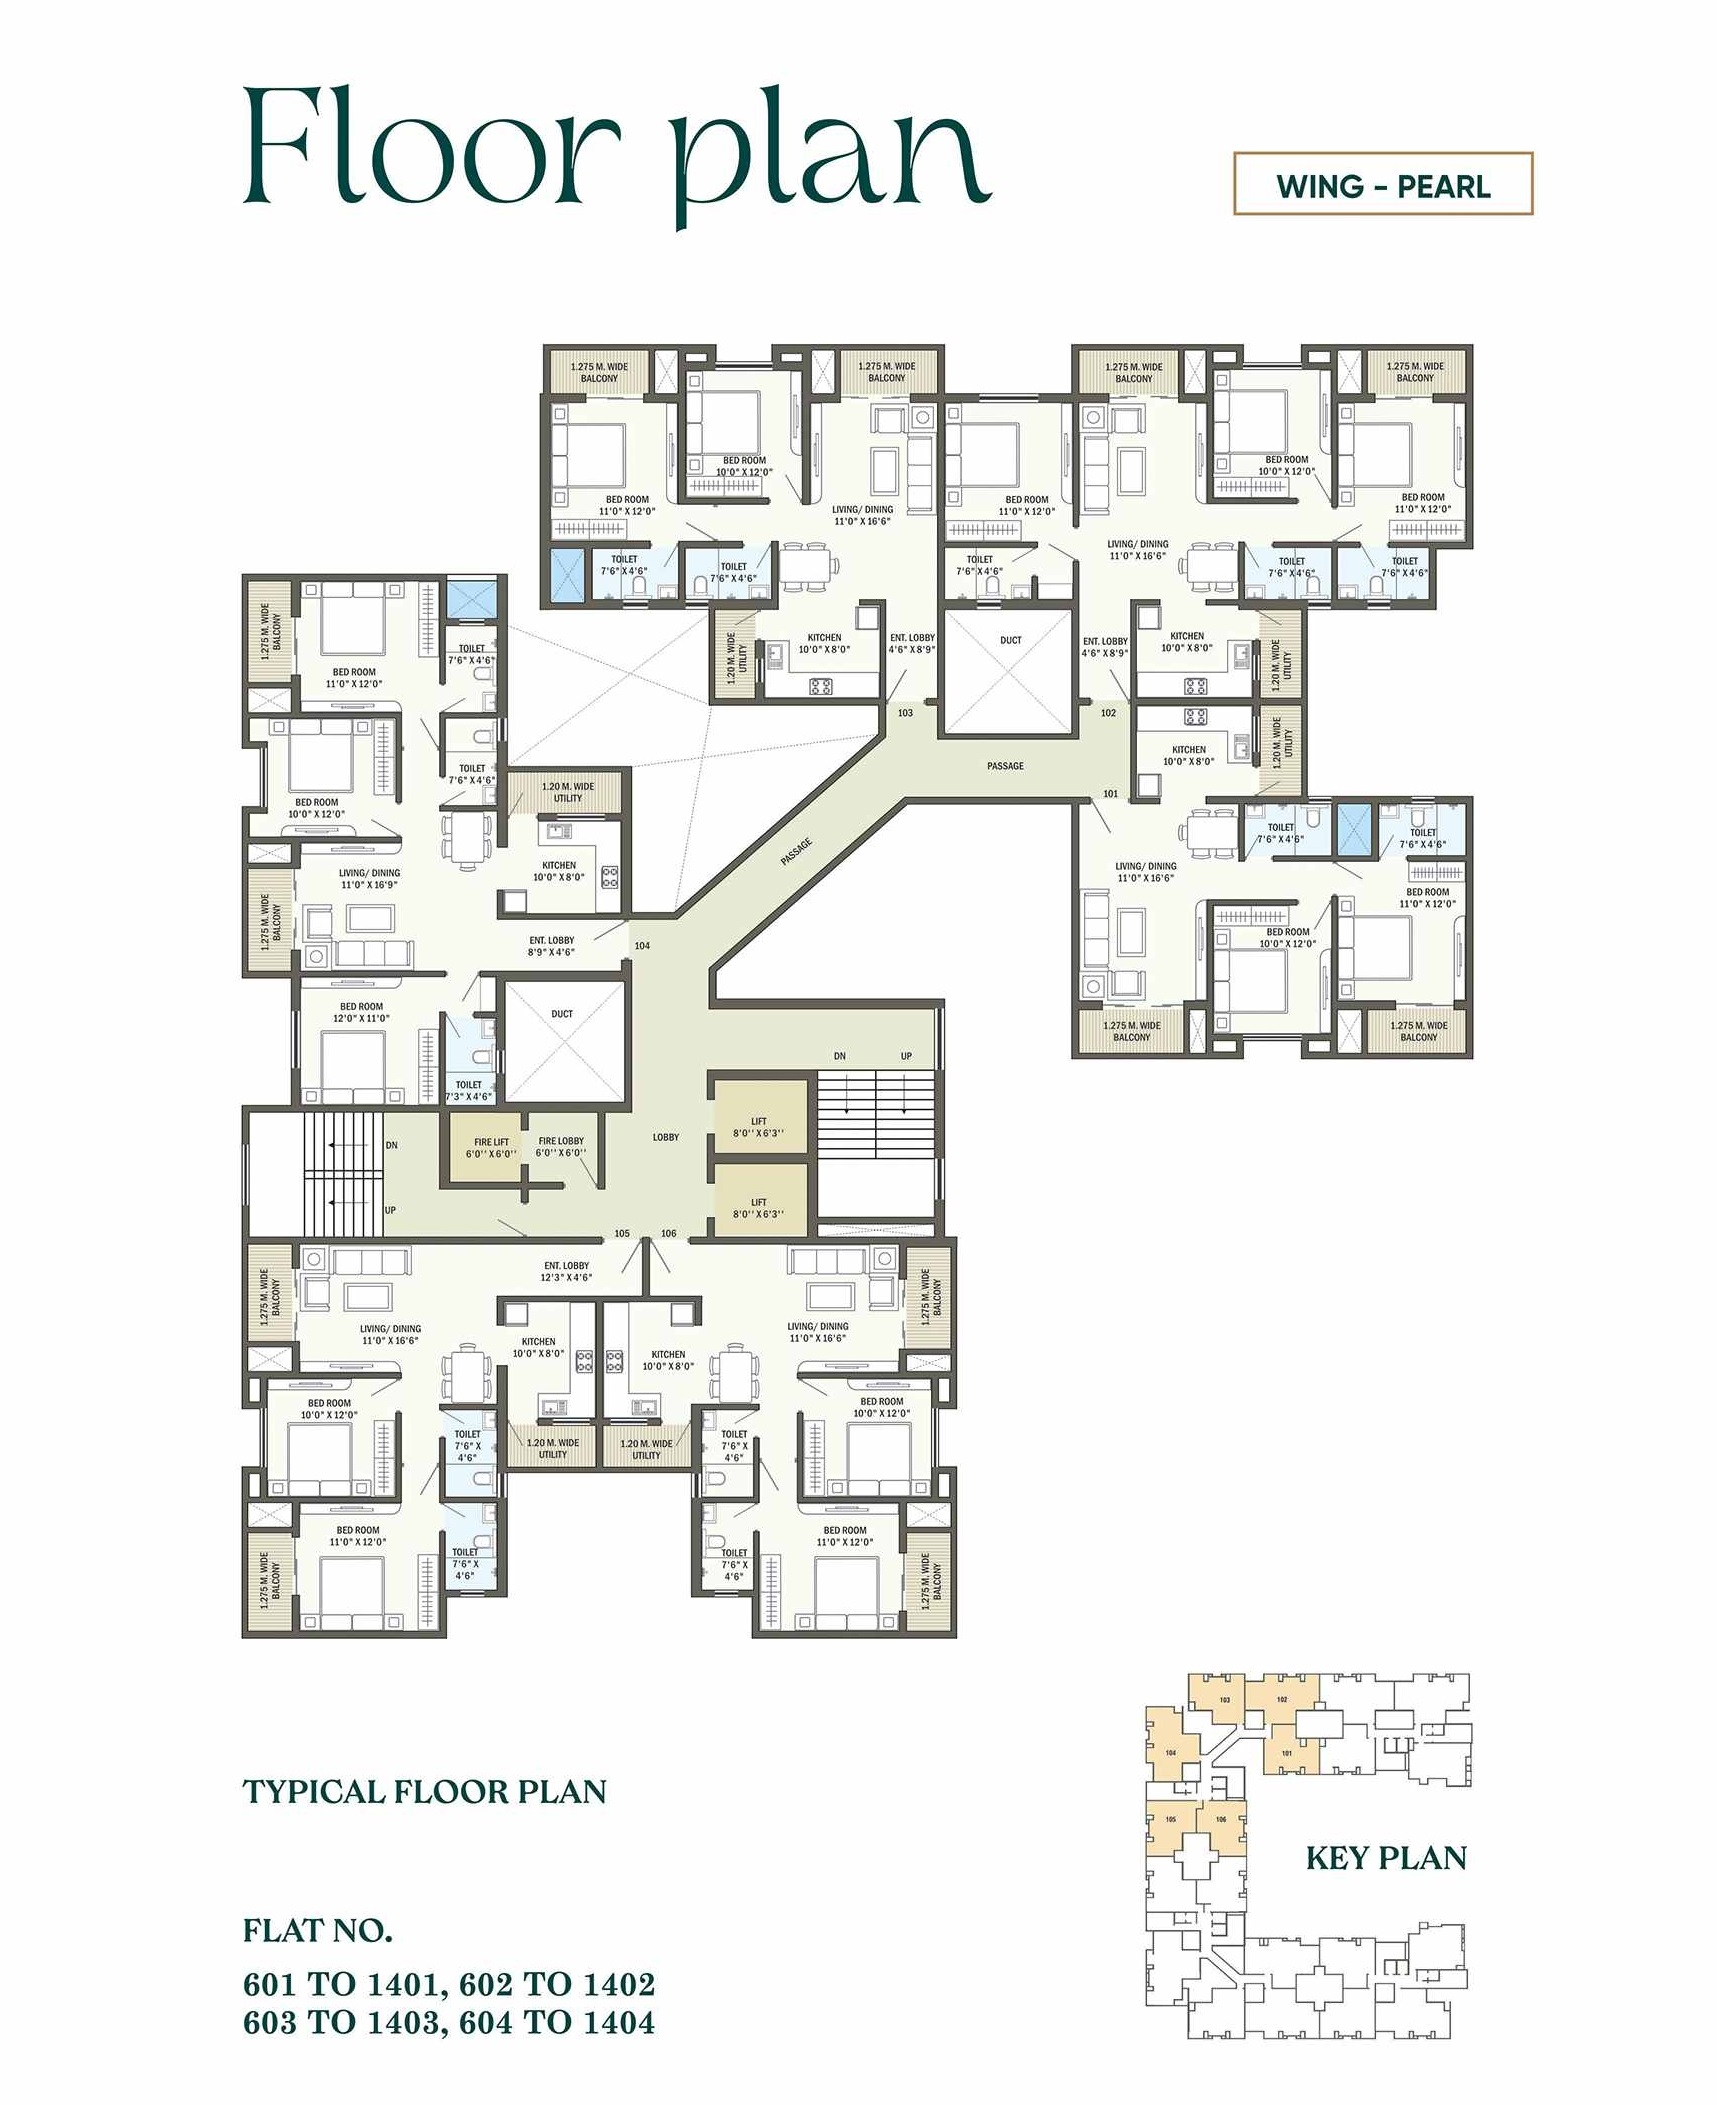 Floor plan
WING - PEARL
1.275 M. WIDE
BALCONY
1.275 M. WIDE
BALCONY
1.275 M. WIDE
BALCONY
1.275 M. WIDE
BALCONY
BED ROOM
10'0" X 12'0"
BED ROOM
11'0" X 12'0"
LIVING/ DINING
11'0" X 16'6"
BED ROOM
11'0" X 12'0"
BED ROOM
10'0" X 12'0"
BED ROOM
11'0" X 12'0"
LIVING/ DINING
11'0" X 16'6"
TOILET
7'6" X 4'6"
TOILET
7'6" X 4'6"
TOILET
7'6" X 4'6"
TOILET
7'6" X 4'6"
TOILET
7'6" X 4'6"
1.20 M. WIDE
UTILITY
KITCHEN
10'0" X 8'0"
ENT. LOBBY
4'6" X 8'9"
DUCT
ENT. LOBBY
4'6" X 8'9"
KITCHEN
10'0" X 8'0"
1.20 M. WIDE
UTILITY
103
102
PASSAGE
101
PASSAGE
KITCHEN
10'0" X 8'0"
1.20 M. WIDE
UTILITY
LIVING/ DINING
11'0" X 16'6"
TOILET
7'6" X 4'6"
TOILET
7'6" X 4'6"
BED ROOM
11'0" X 12'0"
BED ROOM
10'0" X 12'0"
1.275 M. WIDE
BALCONY
1.275 M. WIDE
BALCONY
1.275 M. WIDE
BALCONY
BED ROOM
11'0" X 12'0"
TOILET
7'6" X 4'6"
TOILET
7'6" X 4'6"
BED ROOM
10'0" X 12'0"
1.20 M. WIDE
UTILITY
LIVING/ DINING
11'0" X 16'9"
KITCHEN
10'0" X 8'0"
1.275 M. WIDE
BALCONY
ENT. LOBBY
8'9" X 4'6"
104
BED ROOM
12'0" X 11'0"
DUCT
TOILET
7'3" X 4'6"
DN
UP
LIFT
8'0'' X 6'3''
LOBBY
FIRE LIFT
6'0'' X 6'0''
FIRE LOBBY
6'0'' X 6'0''
DN
UP
LIFT
8'0'' X 6'3''
105
106
ENT. LOBBY
12'3" X 4'6"
1.275 M. WIDE
BALCONY
LIVING/ DINING
11'0" X 16'6"
KITCHEN
10'0" X 8'0"
KITCHEN
10'0" X 8'0"
LIVING/ DINING
11'0" X 16'6"
1.275 M. WIDE
BALCONY
BED ROOM
10'0" X 12'0"
TOILET
7'6" X
4'6"
1.20 M. WIDE
UTILITY
1.20 M. WIDE
UTILITY
TOILET
7'6" X
4'6"
BED ROOM
10'0" X 12'0"
1.275 M. WIDE
BALCONY
BED ROOM
11'0" X 12'0"
TOILET
7'6" X
4'6"
TOILET
7'6" X
4'6"
BED ROOM
11'0" X 12'0"
1.275 M. WIDE
BALCONY
103
102
104
101
105
106
KEY PLAN
TYPICAL FLOOR PLAN
FLAT NO.
601 TO 1401, 602 TO 1402
603 TO 1403, 604 TO 1404